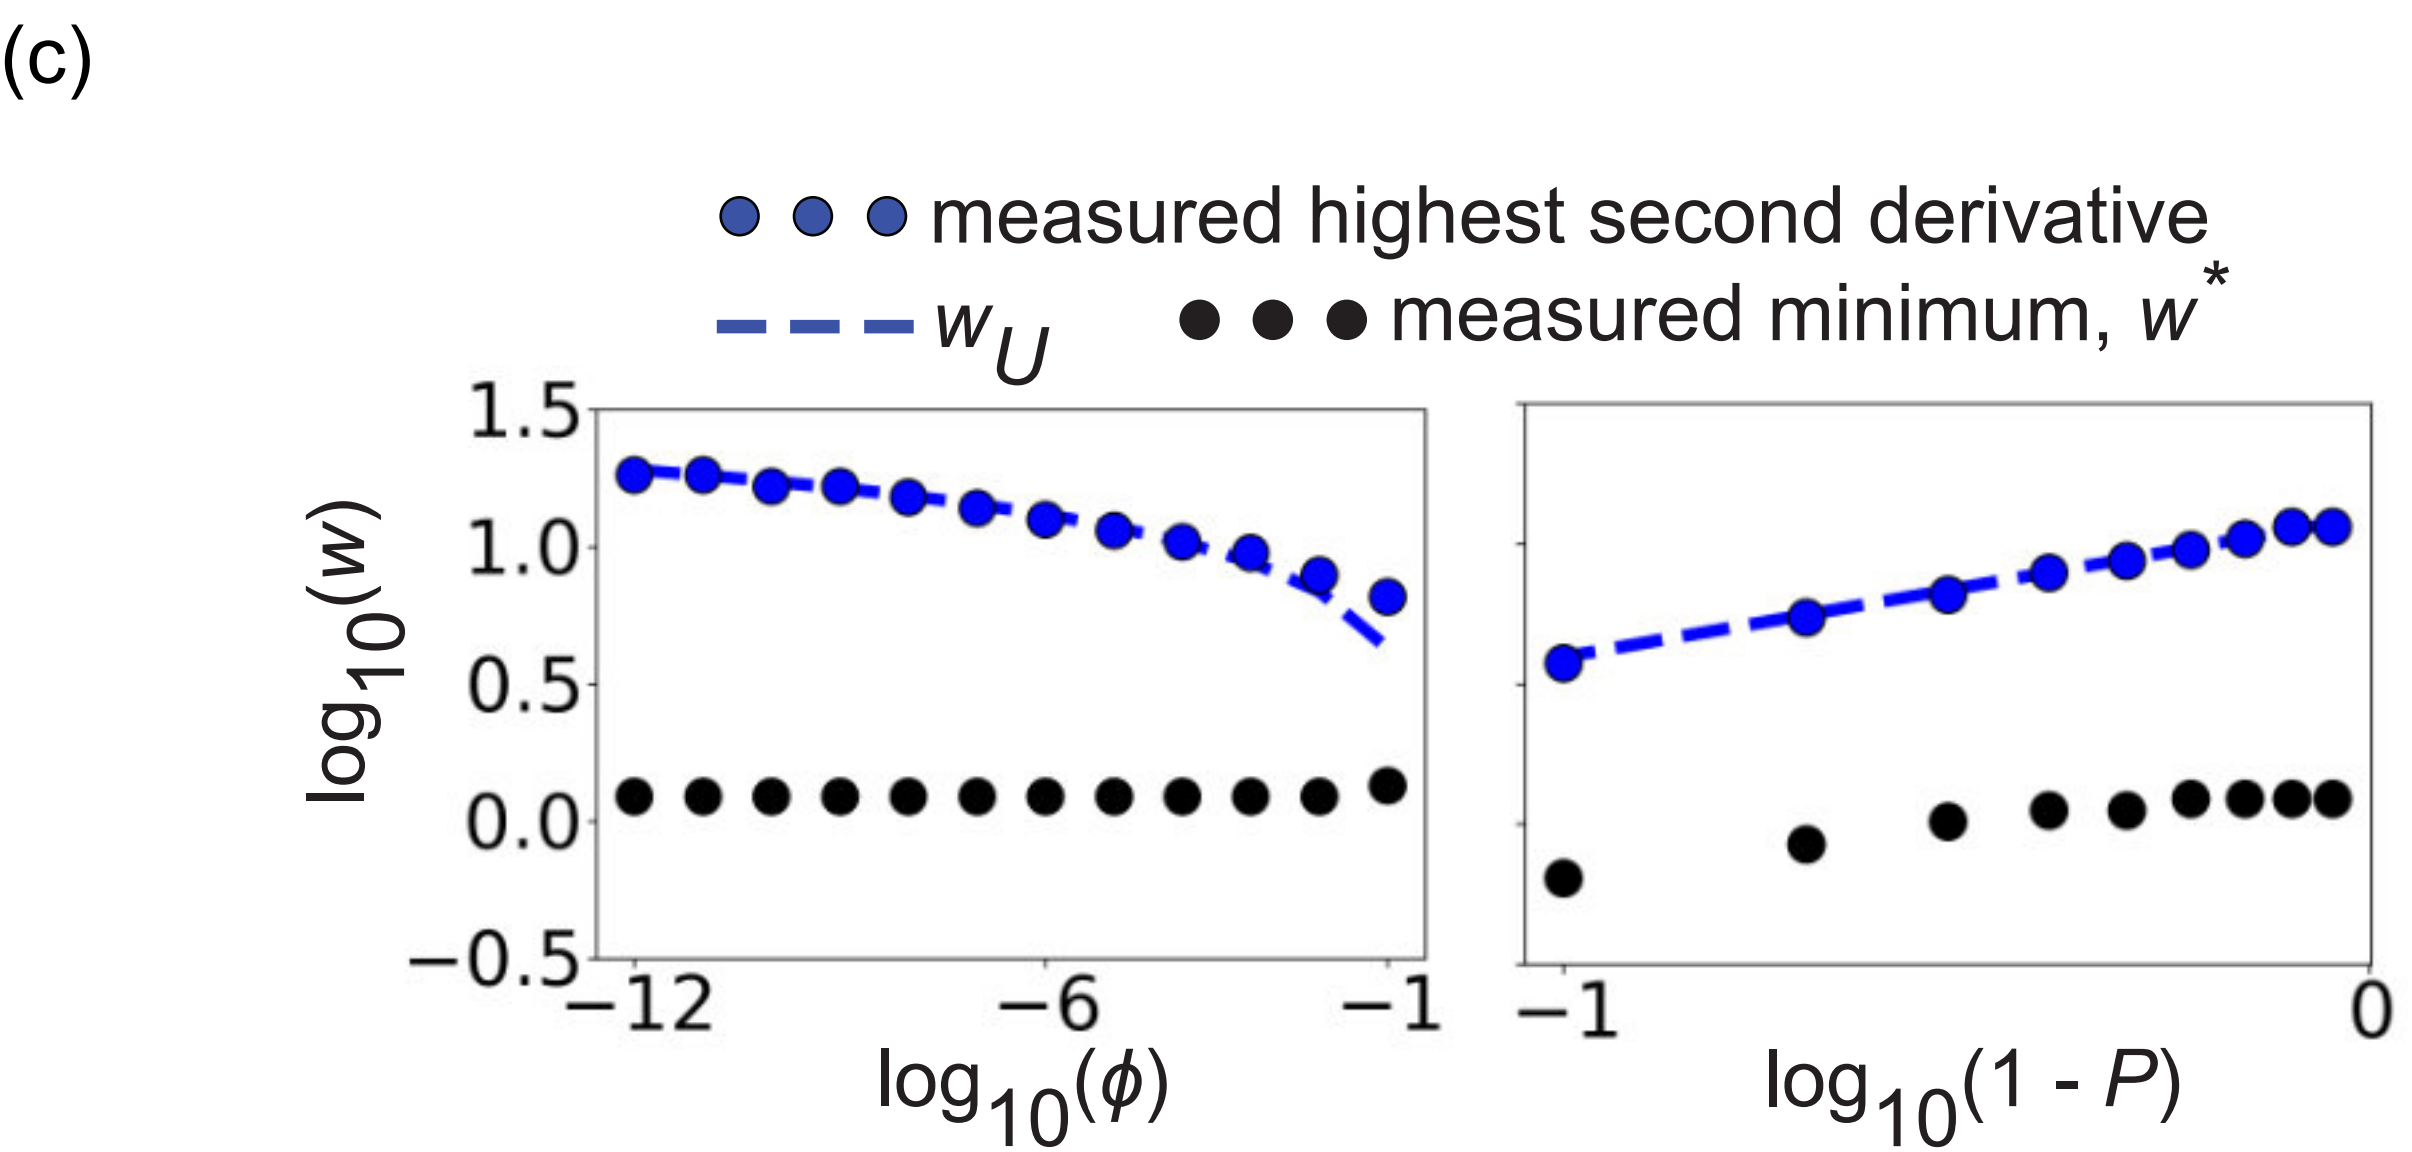 (c)
measured highest second derivative
w_U measured minimum, w*
1.5
1.0
0.5
0.0
−0.5
log10(w)
−12 −6 −1
−1 0
log10(ϕ)
log10(1 - P)